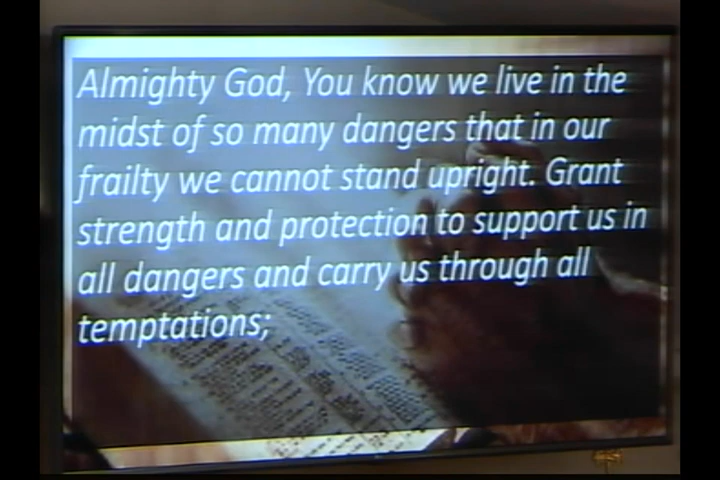 Almighty God, You know we live in the
midst of so many dangers that in our
frailty we cannot stand upright. Grant
strength and protection to support us in
all dangers and carry us through all
temptations;